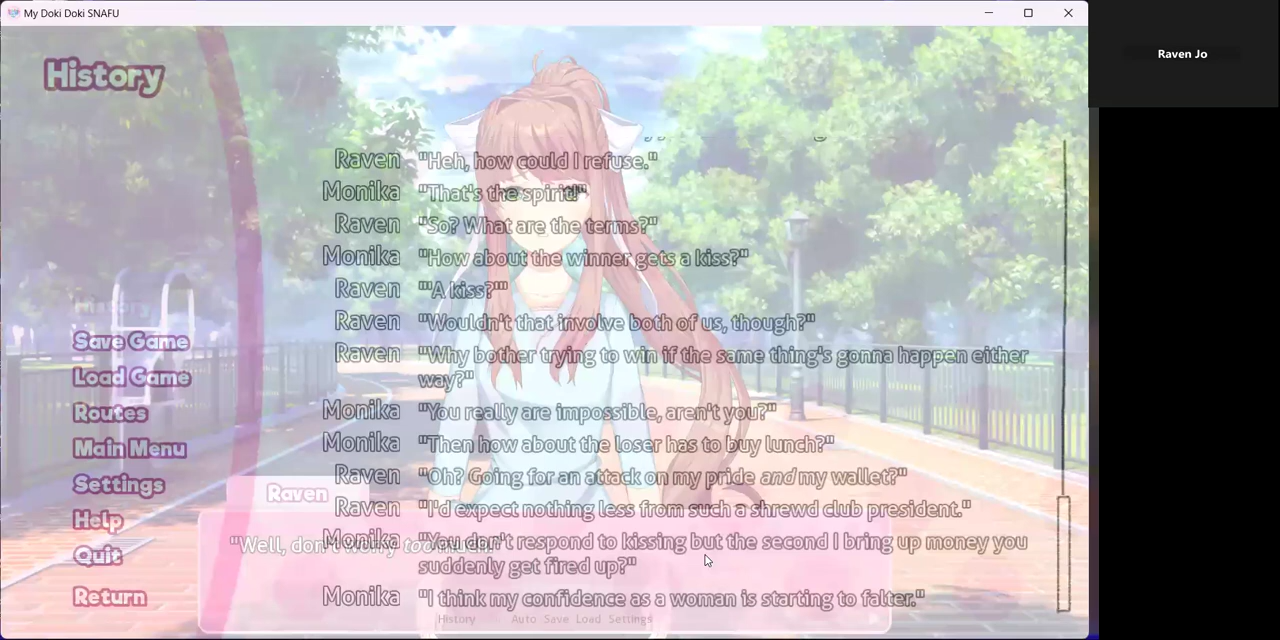 My Doki Doki SNAFU
Raven Jo
History
Raven "Heh, how could I refuse."
Monika "That's the spirit!"
Raven "So? What are the terms?"
Monika "How about the winner gets a kiss?"
Raven "'A kiss?'"
Raven "Wouldn't that involve both of us, though?"
Raven "Why bother trying to win if the same thing's gonna happen either
way?"
Monika "You really are impossible, aren't you?"
Monika "Then how about the loser has to buy lunch?"
Raven "Oh? Going for an attack on my pride and my wallet?"
Raven "I'd expect nothing less from such a shrewd club president."
Monika "You don't respond to kissing but the second I bring up money you
suddenly get fired up?"
Monika "I think my confidence as a woman is starting to falter."
History
Save Game
Load Game
Routes
Main Menu
Settings
Help
Quit
Return
Raven
"Well, don't worry too much."
History Auto Save Load Settings